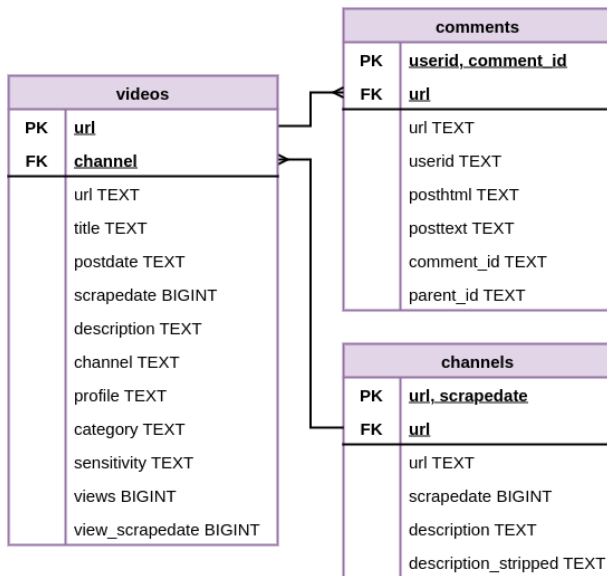 videos
PK url
FK channel
url TEXT
title TEXT
postdate TEXT
scrapedate BIGINT
description TEXT
channel TEXT
profile TEXT
category TEXT
sensitivity TEXT
views BIGINT
view_scrapedate BIGINT
comments
PK userid, comment_id
FK url
url TEXT
userid TEXT
posthtml TEXT
posttext TEXT
comment_id TEXT
parent_id TEXT
channels
PK url, scrapedate
FK url
url TEXT
scrapedate BIGINT
description TEXT
description_stripped TEXT